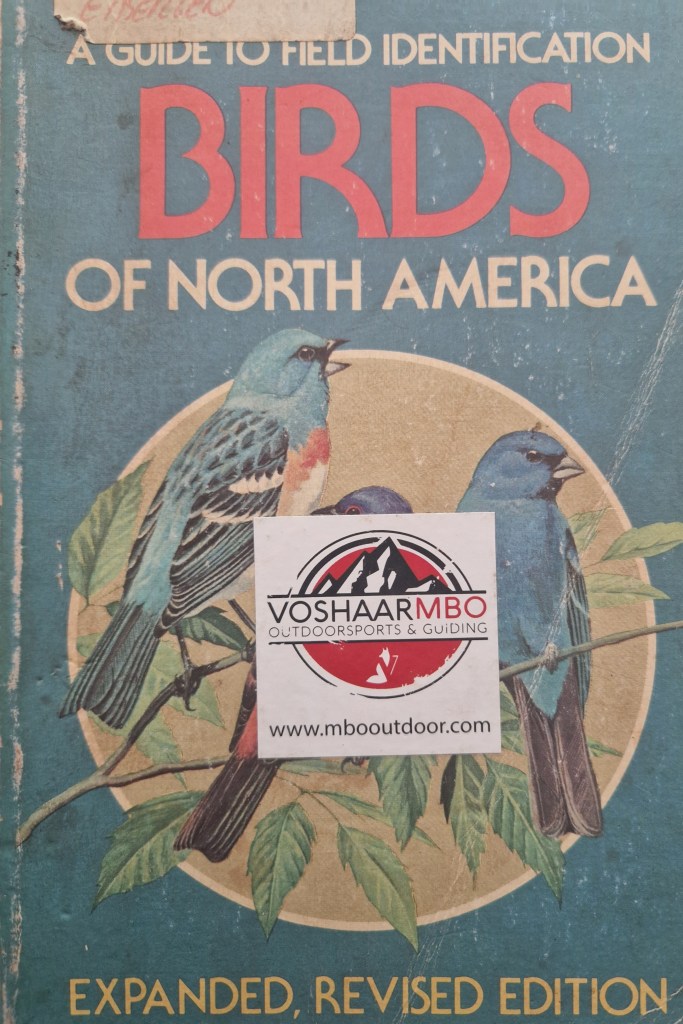 A GUIDE TO FIELD IDENTIFICATION
BIRDS
OF NORTH AMERICA
VOSHAARMBO
OUTDOORSPORTS & GUiDING
www.mbooutdoor.com
EXPANDED, REVISED EDITION